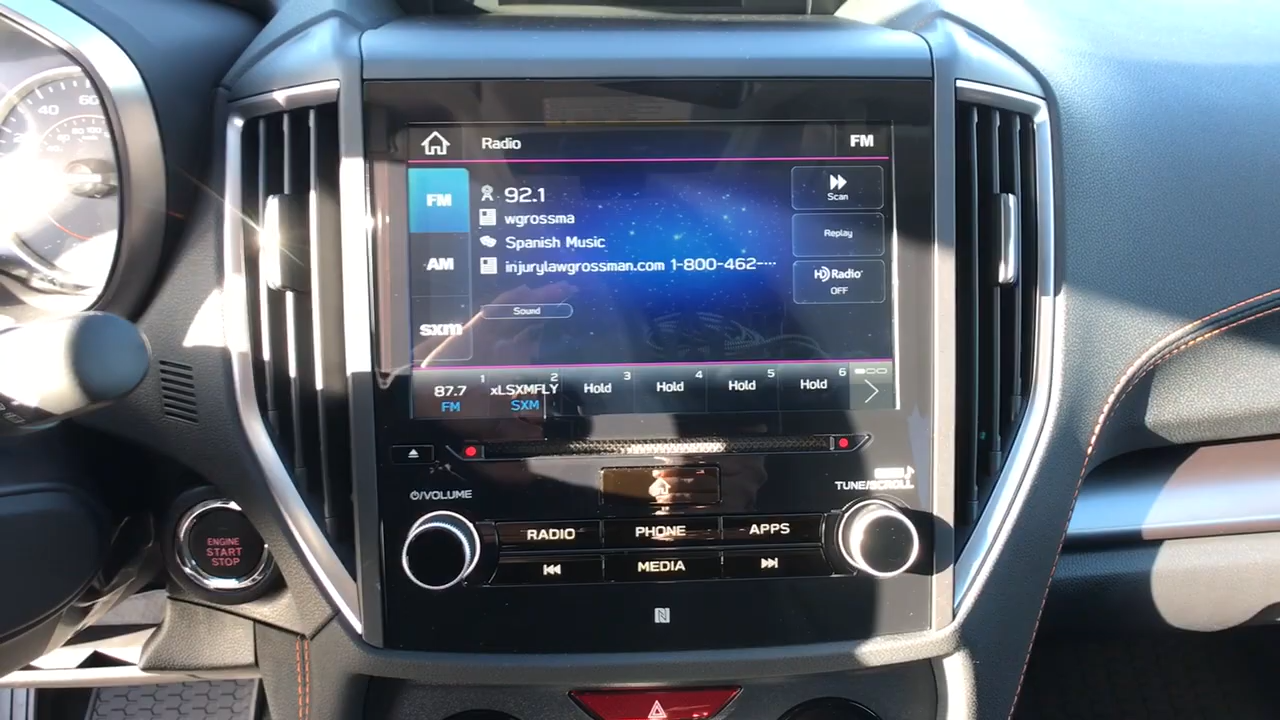 40 60
Radio
FM
FM
92.1
Scan
wgrossma
Replay
Spanish Music
AM
injurylawgrossman.com 1-800-462-···
HD Radio
OFF
Sound
sxm
1 2 3 4 5 6
87.7 xLSXMFLY Hold Hold Hold Hold
FM SXM
VOLUME
TUNE/SCROLL
RADIO PHONE APPS
MEDIA
ENGINE
START
STOP
N